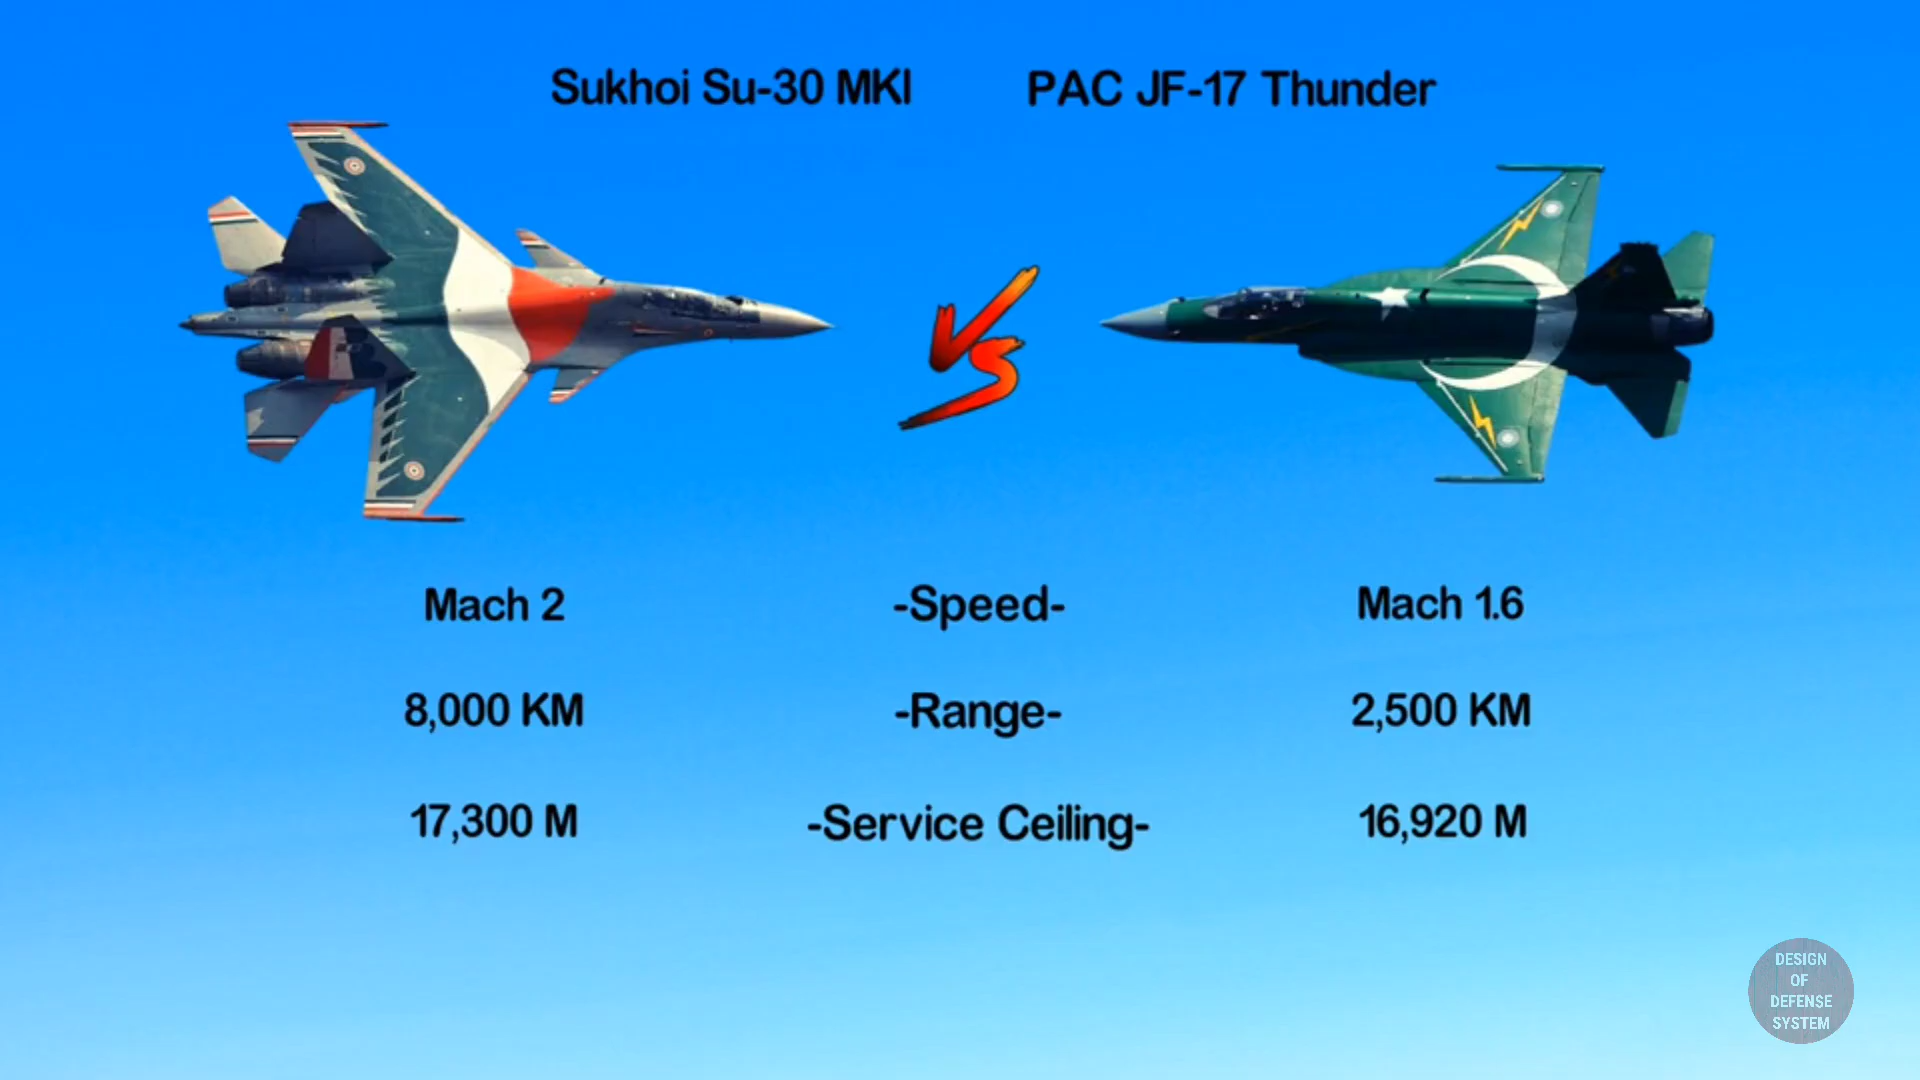 Sukhoi Su-30 MKI
PAC JF-17 Thunder
VS
Mach 2
-Speed-
Mach 1.6
8,000 KM
-Range-
2,500 KM
17,300 M
-Service Ceiling-
16,920 M
DESIGN
OF
DEFENSE
SYSTEM